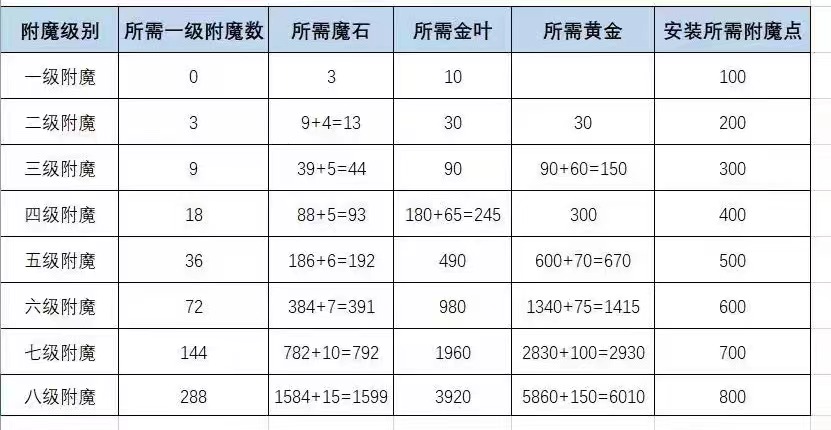 附魔级别 所需一级附魔数 所需魔石 所需金叶 所需黄金 安装所需附魔点
一级附魔 0 3 10 100
二级附魔 3 9+4=13 30 30 200
三级附魔 9 39+5=44 90 90+60=150 300
四级附魔 18 88+5=93 180+65=245 300 400
五级附魔 36 186+6=192 490 600+70=670 500
六级附魔 72 384+7=391 980 1340+75=1415 600
七级附魔 144 782+10=792 1960 2830+100=2930 700
八级附魔 288 1584+15=1599 3920 5860+150=6010 800